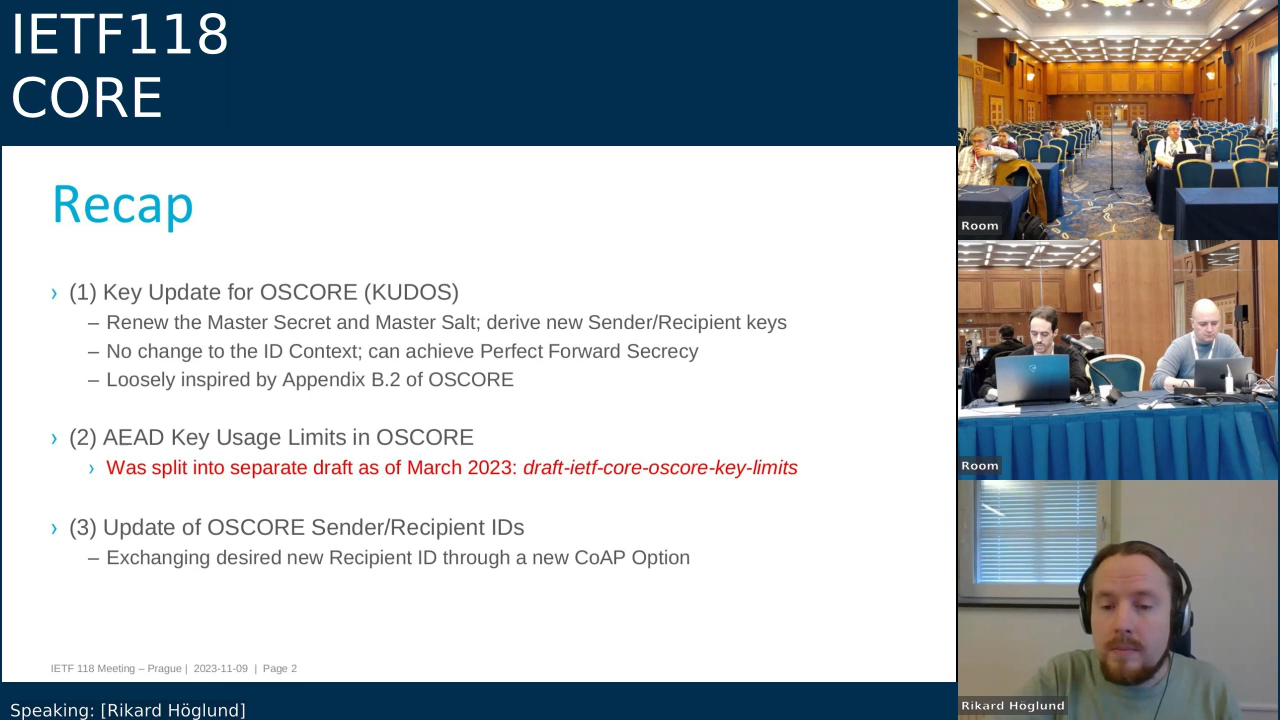 IETF118
CORE
Recap
› (1) Key Update for OSCORE (KUDOS)
– Renew the Master Secret and Master Salt; derive new Sender/Recipient keys
– No change to the ID Context; can achieve Perfect Forward Secrecy
– Loosely inspired by Appendix B.2 of OSCORE
› (2) AEAD Key Usage Limits in OSCORE
› Was split into separate draft as of March 2023: draft-ietf-core-oscore-key-limits
› (3) Update of OSCORE Sender/Recipient IDs
– Exchanging desired new Recipient ID through a new CoAP Option
IETF 118 Meeting – Prague | 2023-11-09 | Page 2
Speaking: [Rikard Höglund]
Room
Room
Rikard Höglund